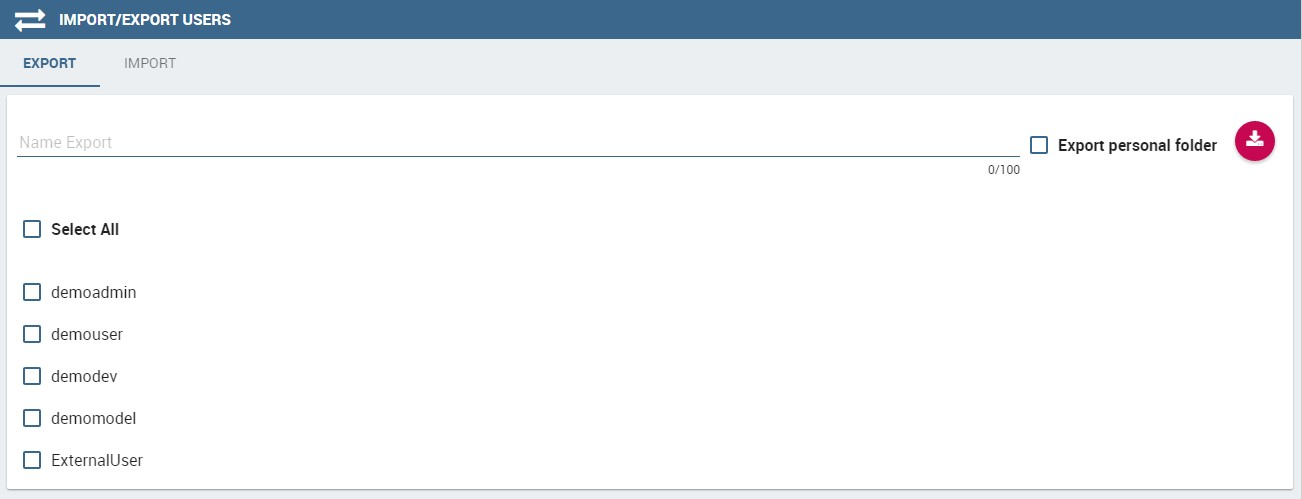 IMPORT/EXPORT USERS
EXPORT IMPORT
Name Export
Export personal folder
0/100
Select All
demoadmin
demouser
demodev
demomodel
ExternalUser